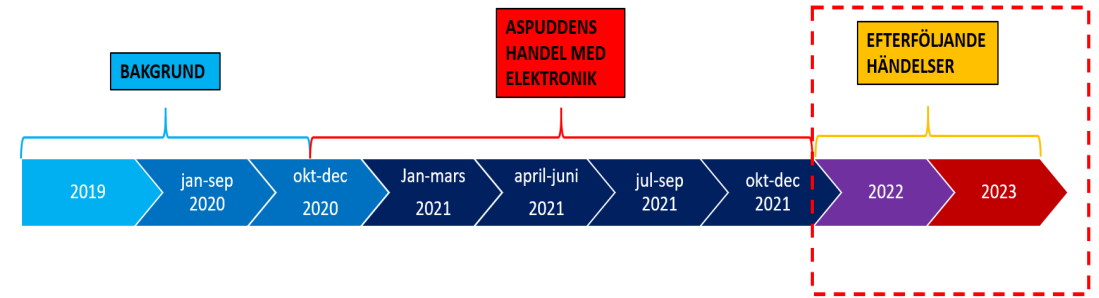 ASPUDDENS
HANDEL MED
ELEKTRONIK
EFTERFÖLJANDE
HÄNDELSER
BAKGRUND
2019
jan-sep
2020
okt-dec
2020
Jan-mars
2021
april-juni
2021
jul-sep
2021
okt-dec
2021
2022
2023